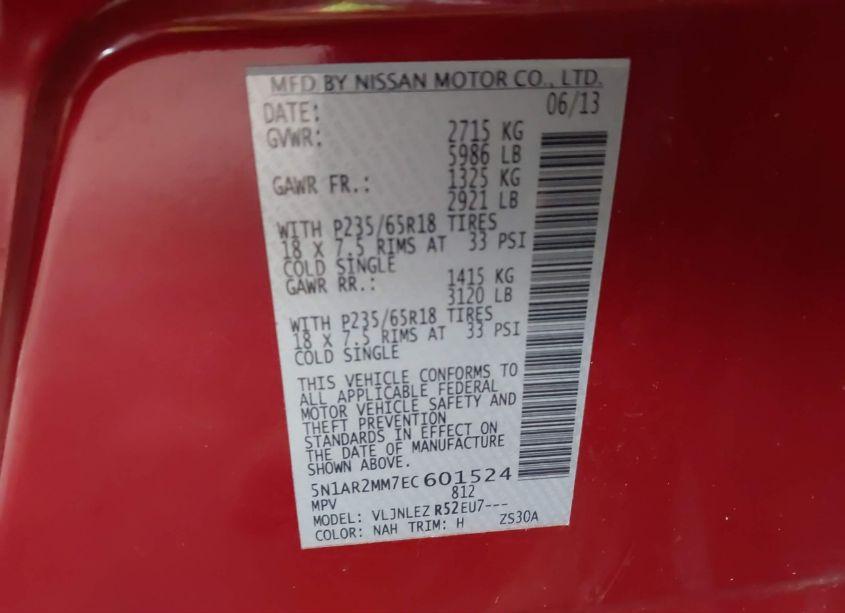 MFD BY NISSAN MOTOR CO., LTD.
DATE: 06/13
GVWR: 2715 KG
5986 LB
GAWR FR.: 1325 KG
2921 LB
WITH P235/65R18 TIRES
18 X 7.5 RIMS AT 33 PSI
COLD SINGLE
GAWR RR.: 1415 KG
3120 LB
WITH P235/65R18 TIRES
18 X 7.5 RIMS AT 33 PSI
COLD SINGLE
THIS VEHICLE CONFORMS TO
ALL APPLICABLE FEDERAL
MOTOR VEHICLE SAFETY AND
THEFT PREVENTION
STANDARDS IN EFFECT ON
THE DATE OF MANUFACTURE
SHOWN ABOVE.
5N1AR2MM7EC601524
MPV 812
MODEL: VLJNLEZ R52EU7---
COLOR: NAH TRIM: H ZS30A